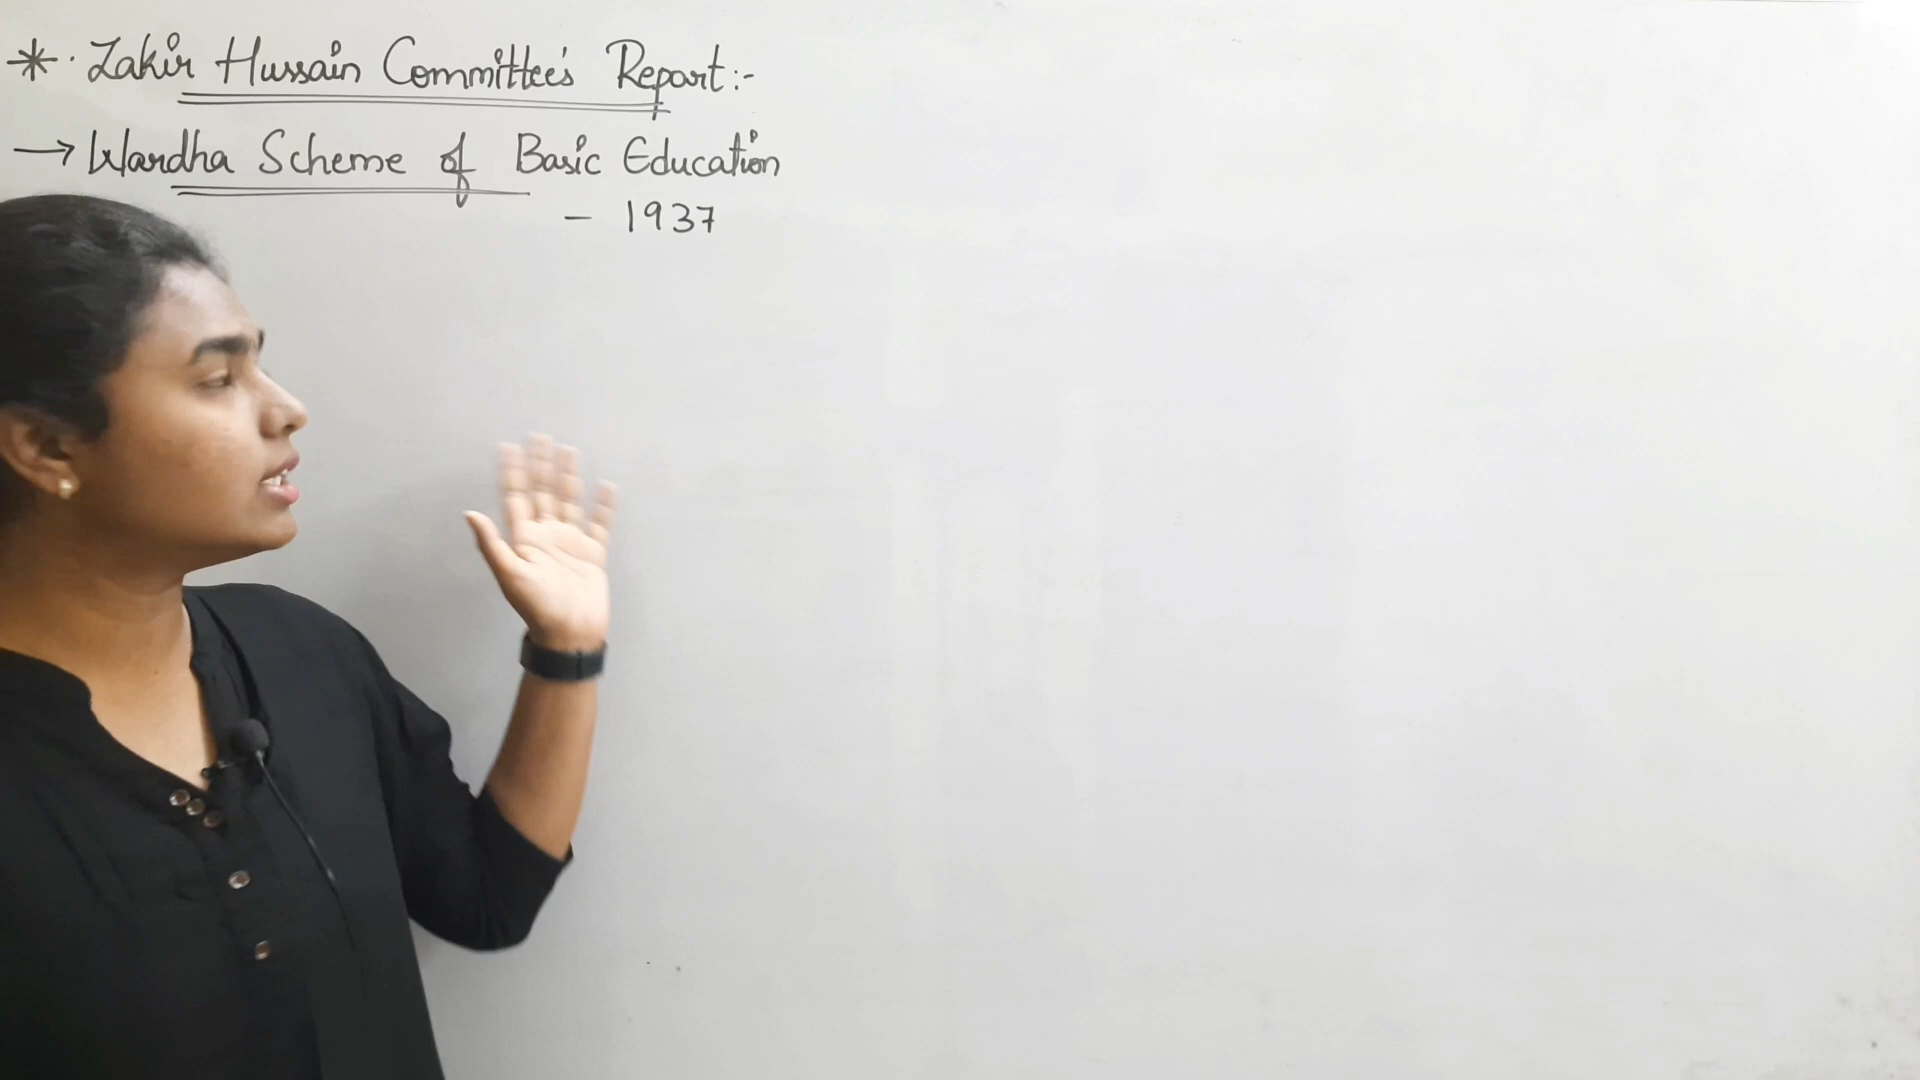 * . Zakir Hussain Committee's Report:-
→ Wardha Scheme of Basic Education
- 1937